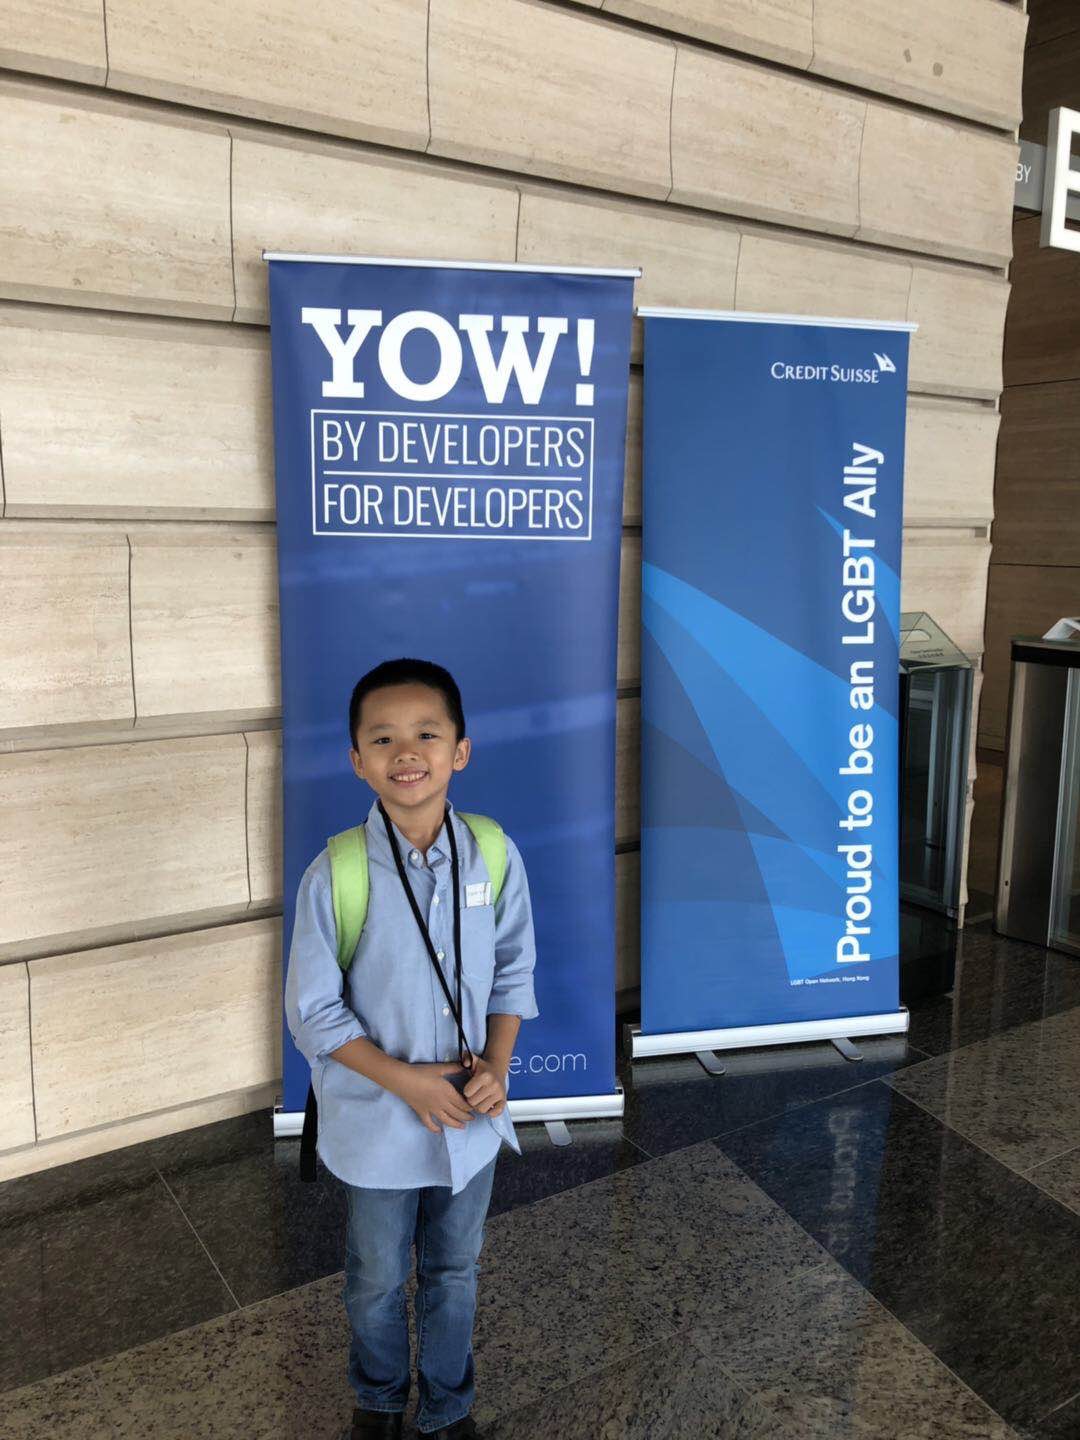 YOW!
BY DEVELOPERS
FOR DEVELOPERS
e.com
CREDIT SUISSE
Proud to be an LGBT Ally
LGBT Open Network, Hong Kong
BY
E